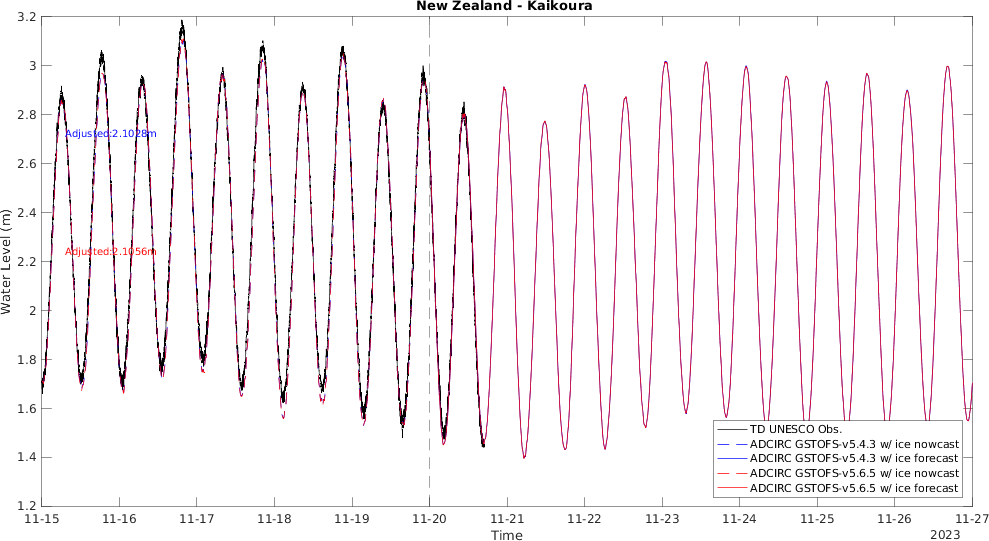 New Zealand - Kaikoura
3.2
3
2.8
2.6
2.4
2.2
2
1.8
1.6
1.4
1.2
Water Level (m)
Adjusted:2.1028m
Adjusted:2.1056m
TD UNESCO Obs.
ADCIRC GSTOFS-v5.4.3 w/ ice nowcast
ADCIRC GSTOFS-v5.4.3 w/ ice forecast
ADCIRC GSTOFS-v5.6.5 w/ ice nowcast
ADCIRC GSTOFS-v5.6.5 w/ ice forecast
11-15 11-16 11-17 11-18 11-19 11-20 11-21 11-22 11-23 11-24 11-25 11-26 11-27
Time
2023